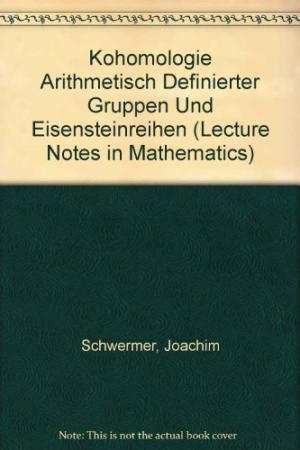 Kohomologie
Arithmetisch Definierter
Gruppen Und
Eisensteinreihen (Lecture
Notes in Mathematics)
Schwermer, Joachim
Note: This is not the actual book cover